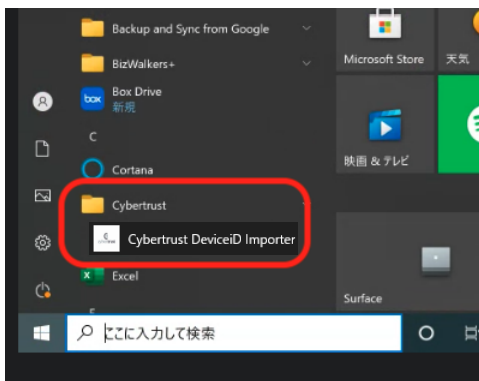 Backup and Sync from Google
BizWalkers+
box
Box Drive
新規
C
Cortana
Cybertrust
Cybertrust DeviceiD Importer
Excel
ここに入力して検索
Microsoft Store
天気
映画 & テレビ
Surface